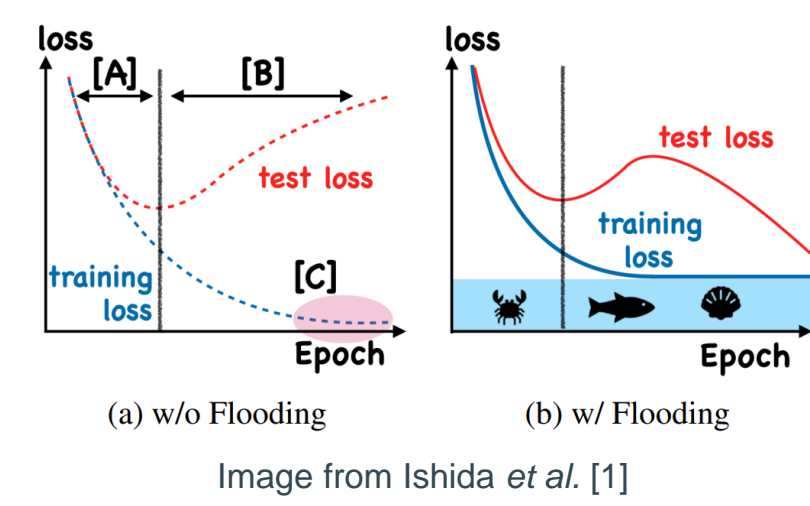 loss
[A]
[B]
test loss
training
loss
[C]
Epoch
(a) w/o Flooding
loss
test loss
training
loss
Epoch
(b) w/ Flooding
Image from Ishida et al. [1]